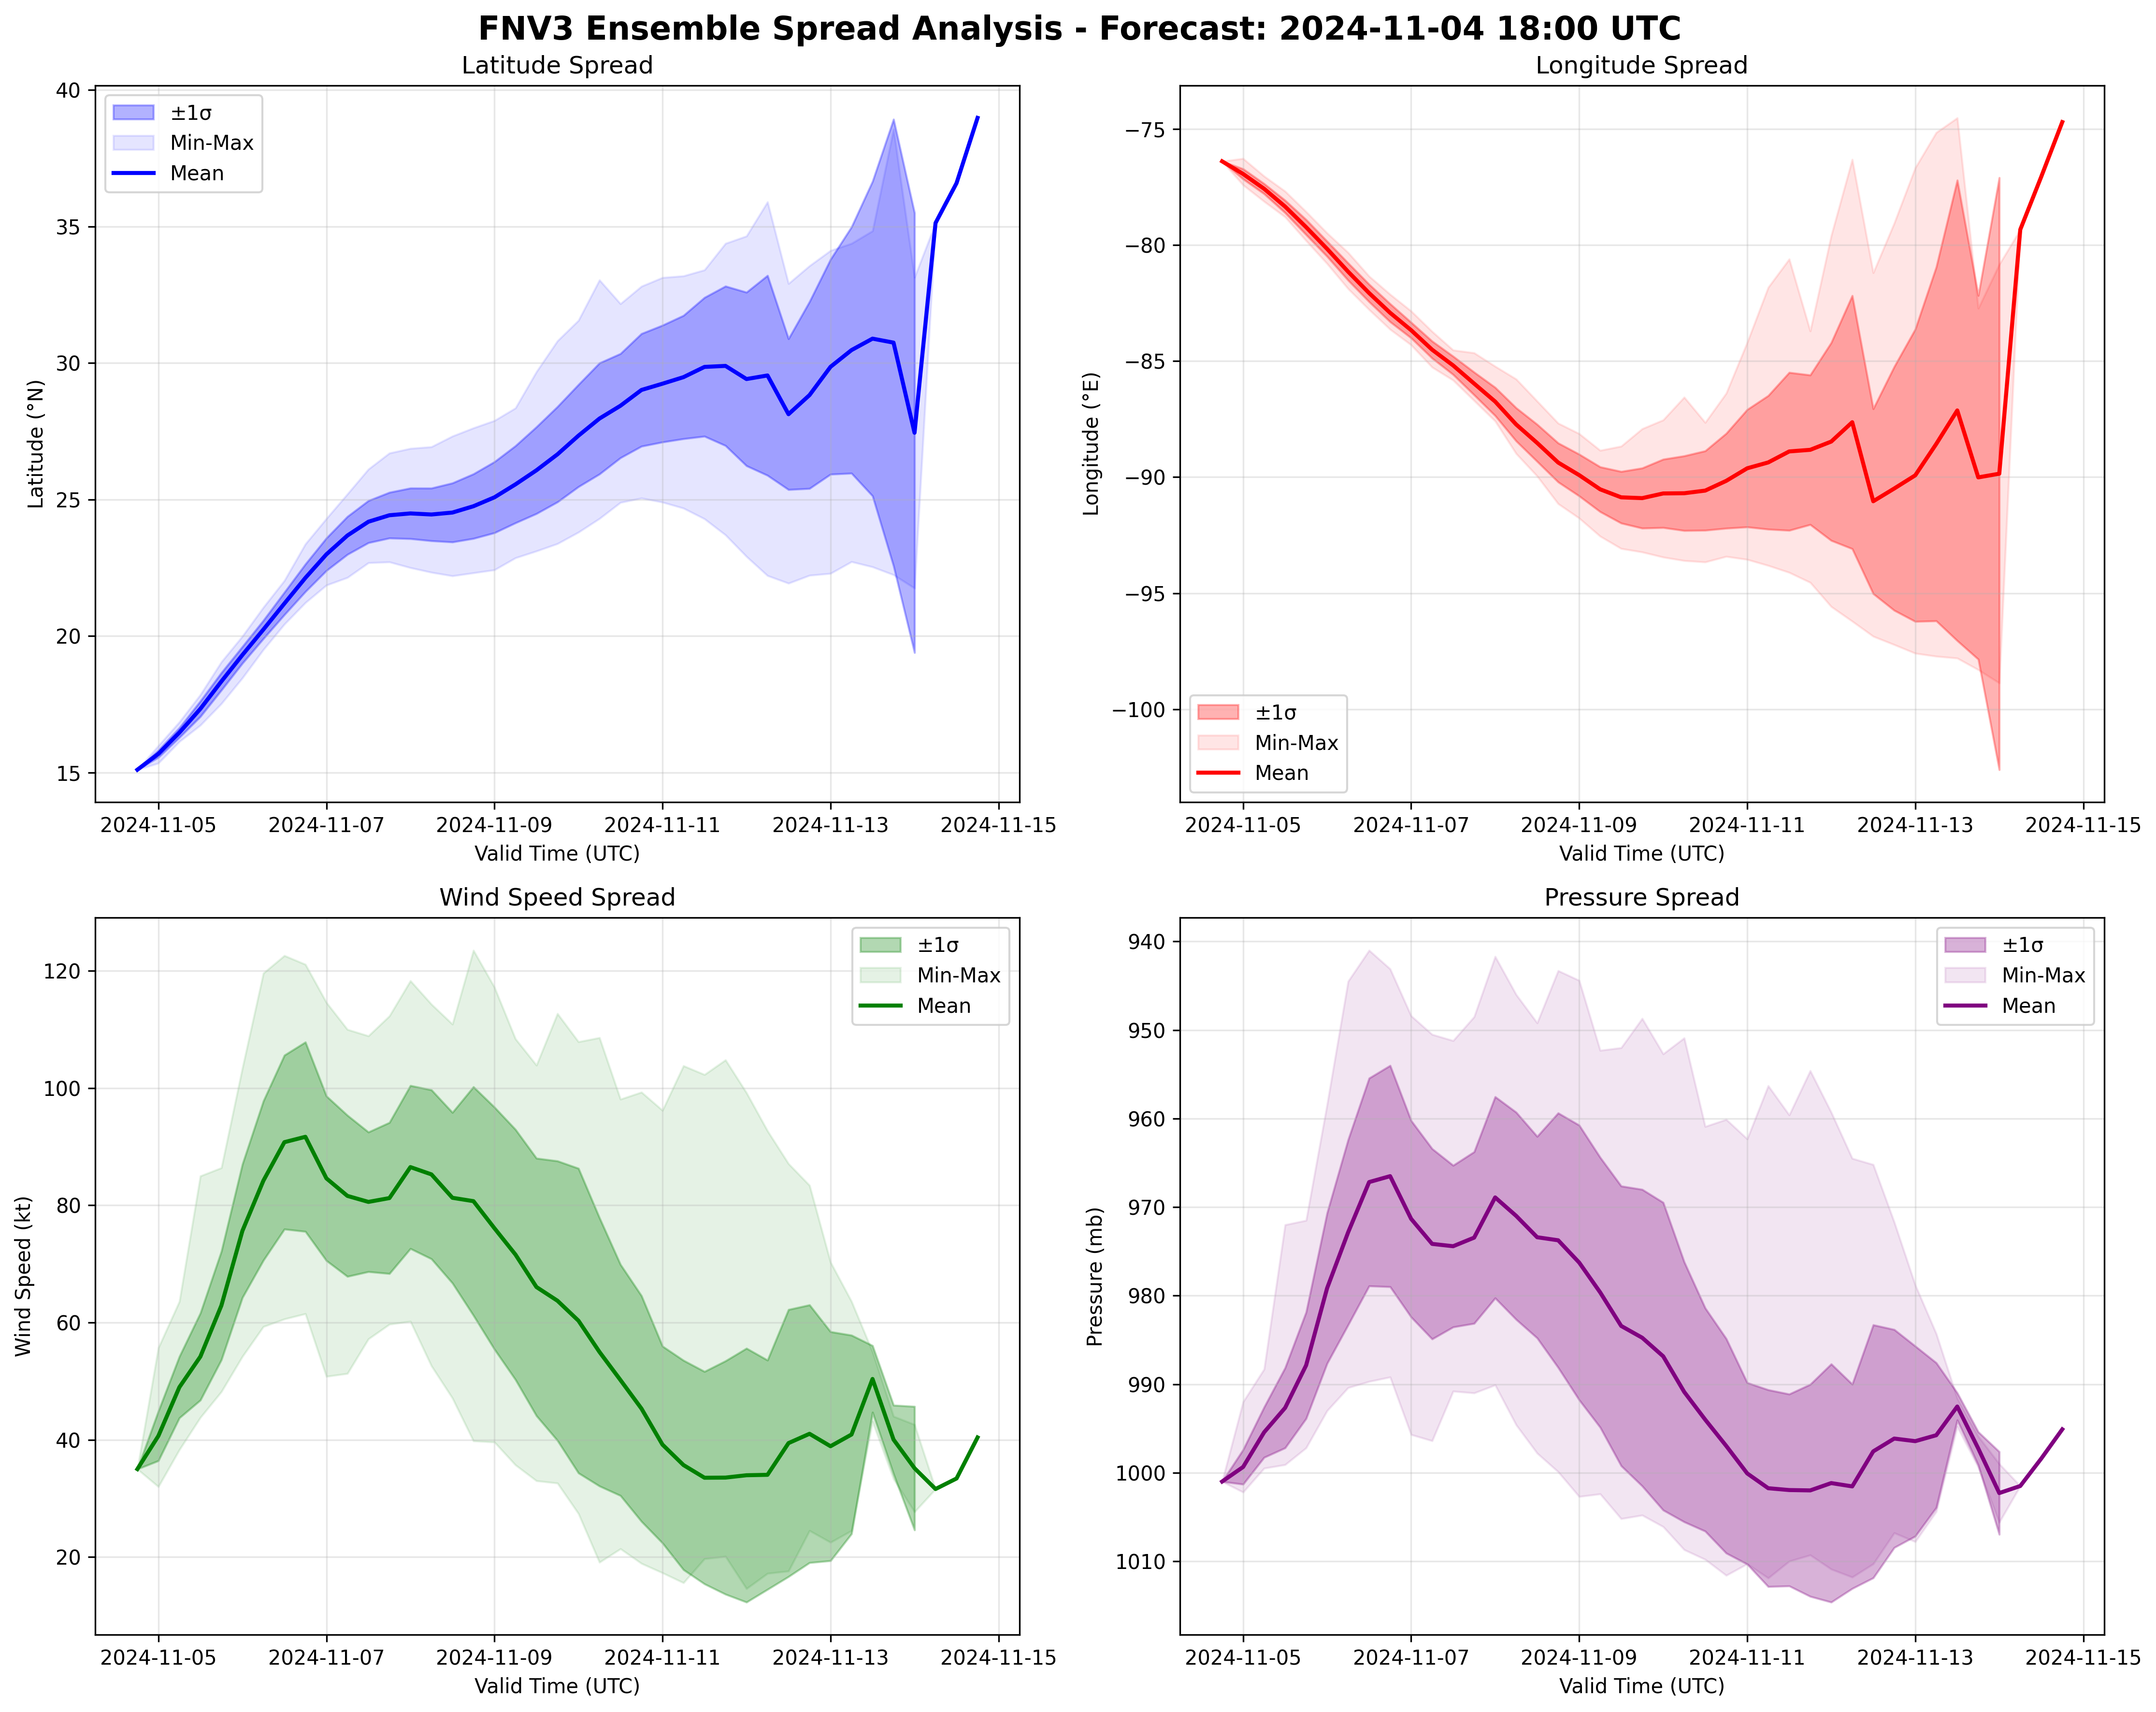 FNV3 Ensemble Spread Analysis - Forecast: 2024-11-04 18:00 UTC
Latitude Spread
±1σ
Min-Max
Mean
Latitude (°N)
40
35
30
25
20
15
2024-11-05 2024-11-07 2024-11-09 2024-11-11 2024-11-13 2024-11-15
Valid Time (UTC)
Longitude Spread
Longitude (°E)
−75
−80
−85
−90
−95
−100
±1σ
Min-Max
Mean
2024-11-05 2024-11-07 2024-11-09 2024-11-11 2024-11-13 2024-11-15
Valid Time (UTC)
Wind Speed Spread
±1σ
Min-Max
Mean
Wind Speed (kt)
120
100
80
60
40
20
2024-11-05 2024-11-07 2024-11-09 2024-11-11 2024-11-13 2024-11-15
Valid Time (UTC)
Pressure Spread
±1σ
Min-Max
Mean
Pressure (mb)
940
950
960
970
980
990
1000
1010
2024-11-05 2024-11-07 2024-11-09 2024-11-11 2024-11-13 2024-11-15
Valid Time (UTC)